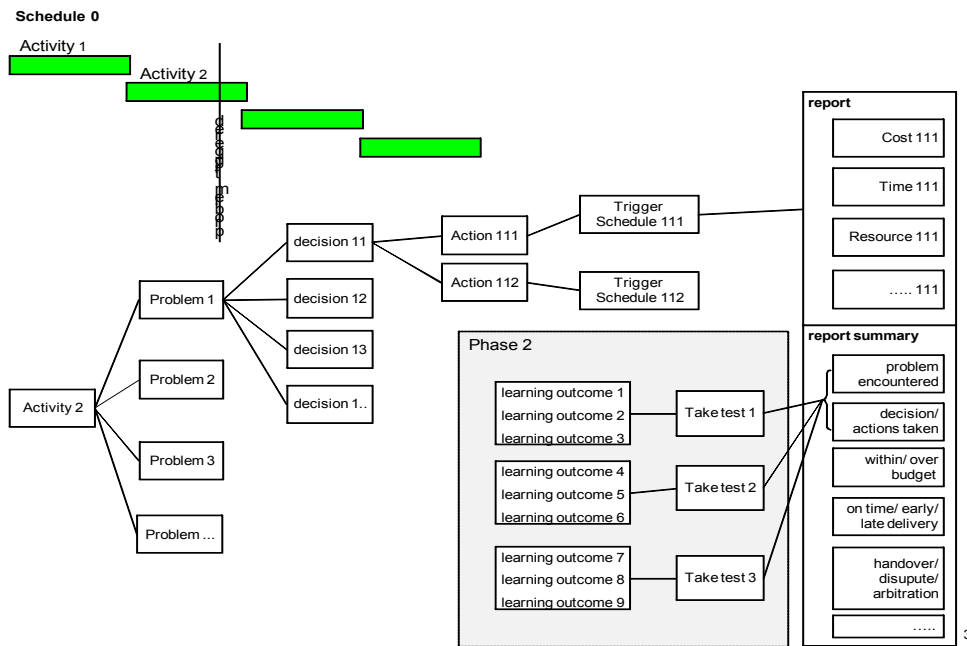 Schedule 0
Activity 1
Activity 2
Activity 2
Problem 1
Problem 2
Problem 3
Problem ...
decision 11
decision 12
decision 13
decision 1..
Action 111
Action 112
Trigger
Schedule 111
Trigger
Schedule 112
Phase 2
learning outcome 1
learning outcome 2
learning outcome 3
learning outcome 4
learning outcome 5
learning outcome 6
learning outcome 7
learning outcome 8
learning outcome 9
Take test 1
Take test 2
Take test 3
report
Cost 111
Time 111
Resource 111
..... 111
report summary
problem
encountered
decision/
actions taken
within/ over
budget
on time/ early/
late delivery
handover/
disupute/
arbitration
.....